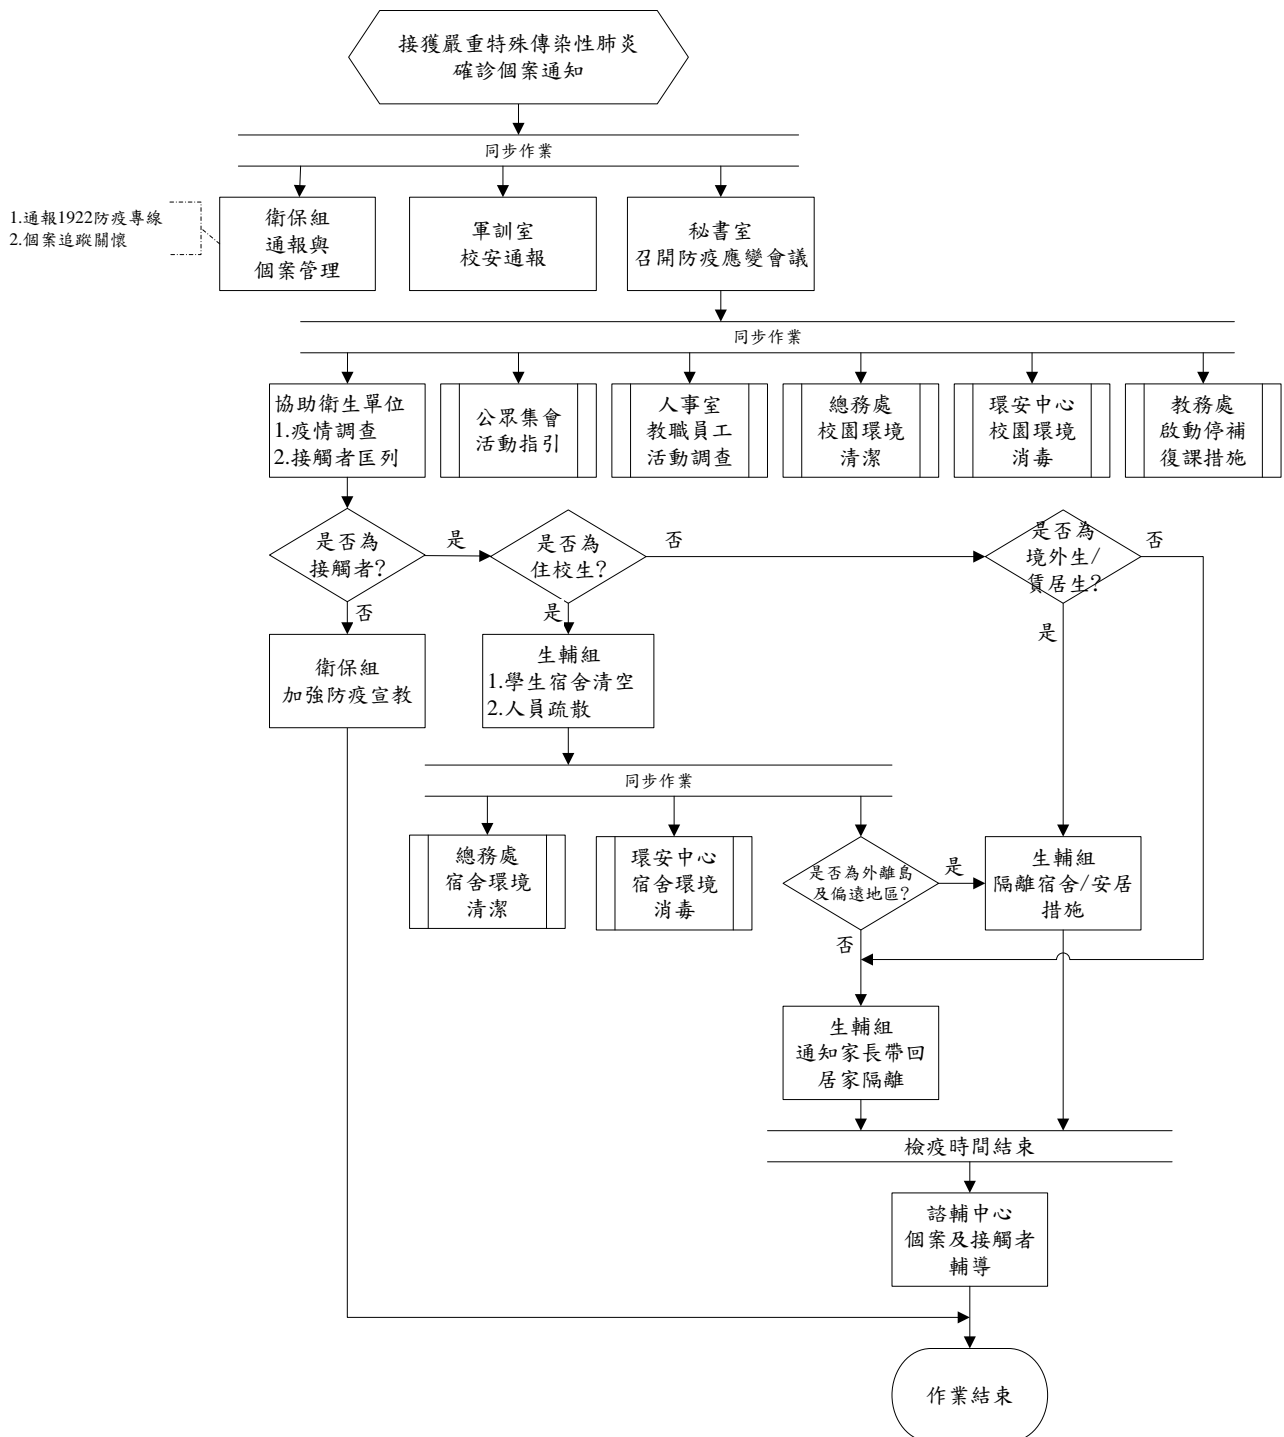 接獲嚴重特殊傳染性肺炎
確診個案通知
同步作業
1.通報1922防疫專線
2.個案追蹤關懷
衛保組
通報與
個案管理
軍訓室
校安通報
秘書室
召開防疫應變會議
同步作業
協助衛生單位
1.疫情調查
2.接觸者匡列
公眾集會
活動指引
人事室
教職員工
活動調查
總務處
校園環境
清潔
環安中心
校園環境
消毒
教務處
啟動停補
復課措施
是否為
接觸者?
是
否
是否為
住校生?
否
是
是否為
境外生/
賃居生?
否
是
衛保組
加強防疫宣教
生輔組
1.學生宿舍清空
2.人員疏散
同步作業
總務處
宿舍環境
清潔
環安中心
宿舍環境
消毒
是否為外離島
及偏遠地區?
是
否
生輔組
隔離宿舍/安居
措施
生輔組
通知家長帶回
居家隔離
檢疫時間結束
諮輔中心
個案及接觸者
輔導
作業結束